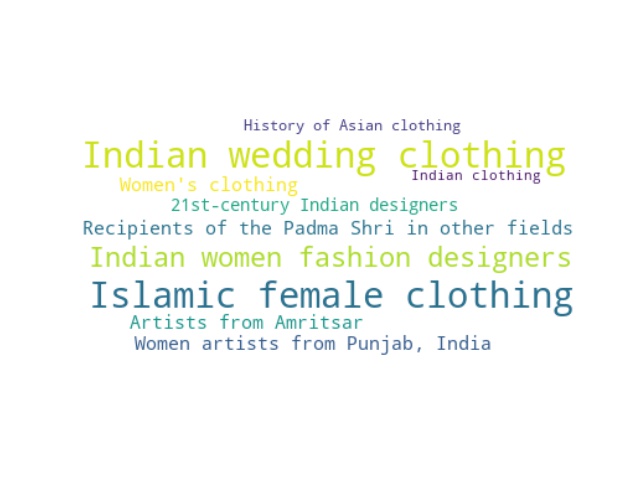 History of Asian clothing
Indian wedding clothing
Indian clothing
Women's clothing
21st-century Indian designers
Recipients of the Padma Shri in other fields
Indian women fashion designers
Islamic female clothing
Artists from Amritsar
Women artists from Punjab, India